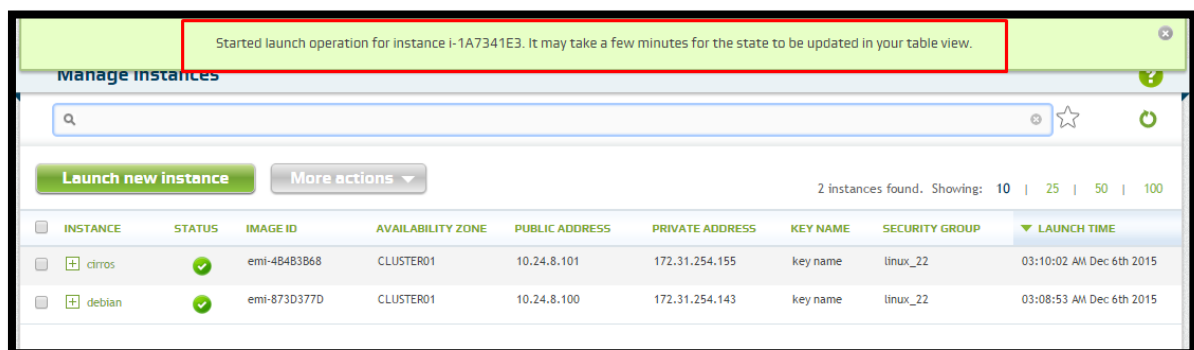 Started launch operation for instance i-1A7341E3. It may take a few minutes for the state to be updated in your table view.
Manage Instances
Launch new instance More actions
2 instances found. Showing: 10 | 25 | 50 | 100
INSTANCE STATUS IMAGE ID AVAILABILITY ZONE PUBLIC ADDRESS PRIVATE ADDRESS KEY NAME SECURITY GROUP LAUNCH TIME
cirros emi-4B4B3B68 CLUSTER01 10.24.8.101 172.31.254.155 key name linux_22 03:10:02 AM Dec 6th 2015
debian emi-873D377D CLUSTER01 10.24.8.100 172.31.254.143 key name linux_22 03:08:53 AM Dec 6th 2015